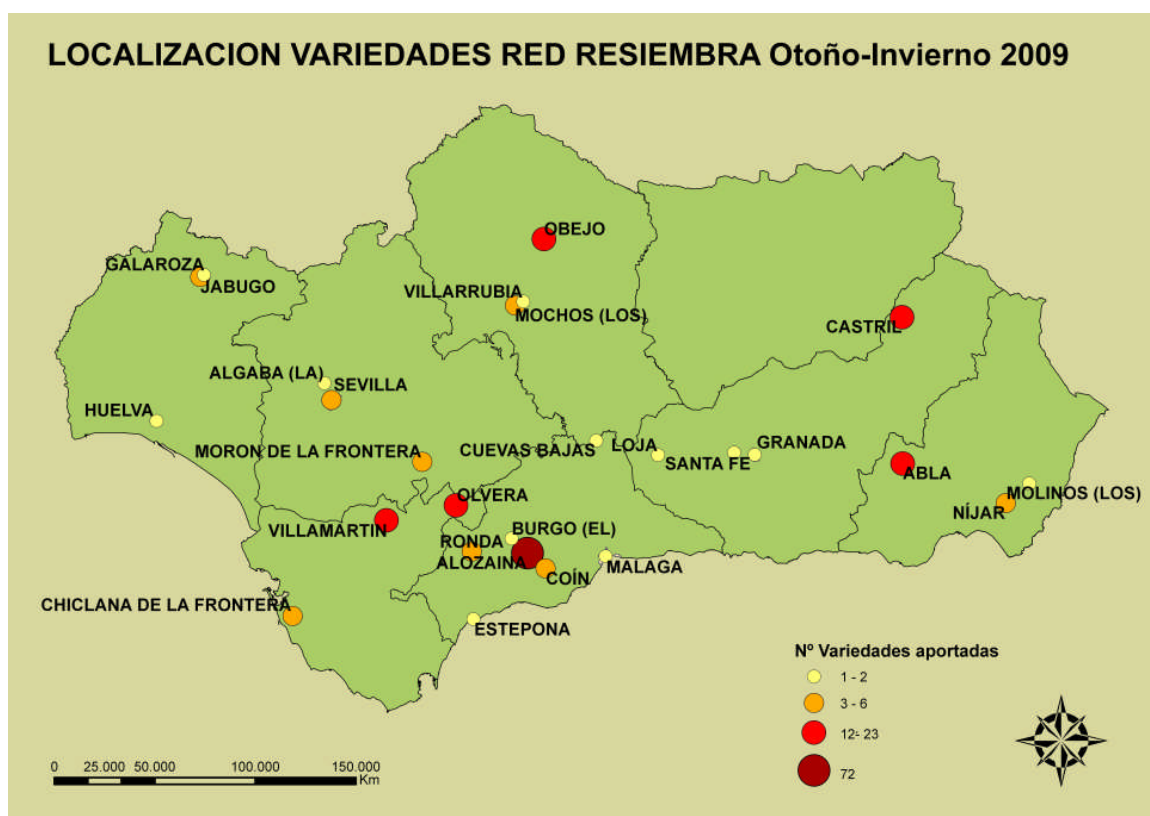 LOCALIZACION VARIEDADES RED RESIEMBRA Otoño-Invierno 2009
OBEJO
GALAROZA
JABUGO
VILLARRUBIA
MOCHOS (LOS)
CASTRIL
ALGABA (LA)
SEVILLA
HUELVA
MORON DE LA FRONTERA
CUEVAS BAJAS
LOJA
GRANADA
SANTA FE
ABLA
MOLINOS (LOS)
NÍJAR
OLVERA
VILLAMARTIN
BURGO (EL)
RONDA
ALOZAINA
COÍN
MALAGA
CHICLANA DE LA FRONTERA
ESTEPONA
Nº Variedades aportadas
1 - 2
3 - 6
12- 23
72
0 25.000 50.000 100.000 150.000
Km